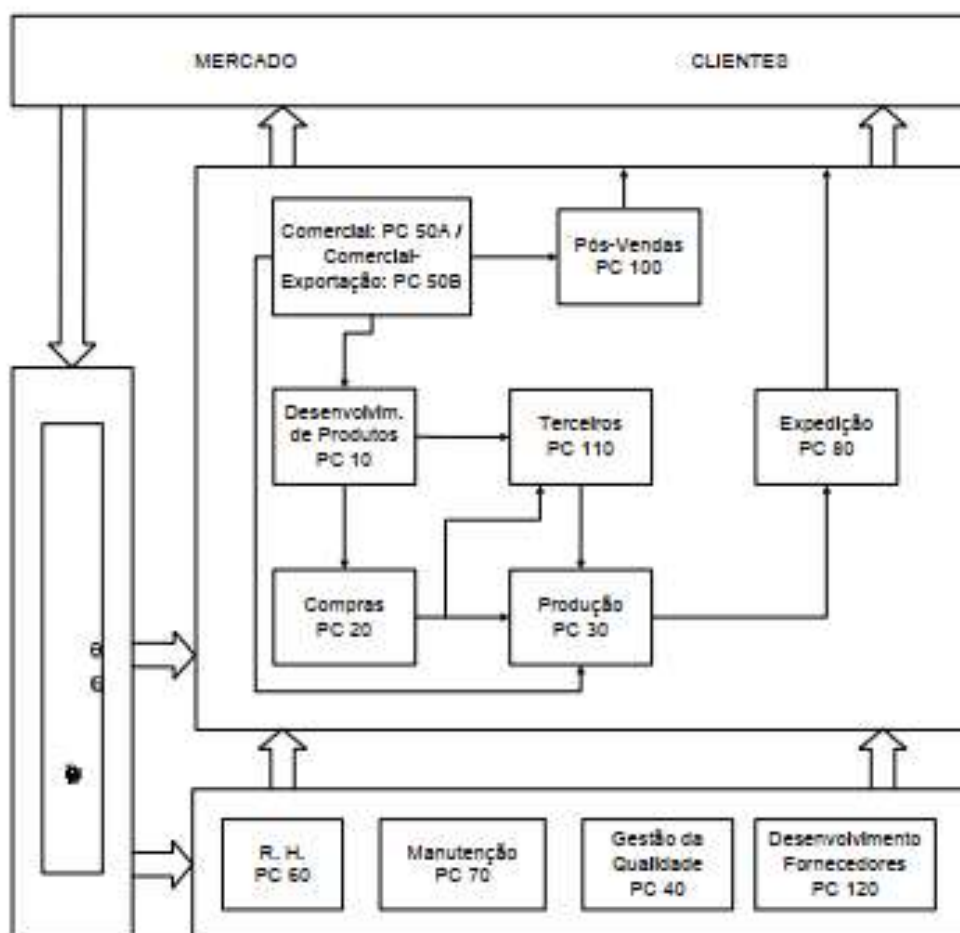 MERCADO
CLIENTES
Comercial: PC 50A /
Comercial-
Exportação: PC 50B
Pós-Vendas
PC 100
Desenvolvim.
de Produtos
PC 10
Terceiros
PC 110
Expedição
PC 80
Compras
PC 20
Produção
PC 30
R. H.
PC 60
Manutenção
PC 70
Gestão da
Qualidade
PC 40
Desenvolvimento
Fornecedores
PC 120